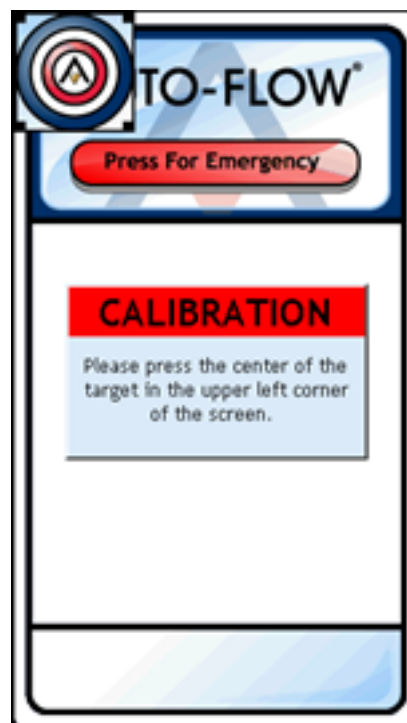 TO-FLOW®
Press For Emergency
CALIBRATION
Please press the center of the
target in the upper left corner
of the screen.